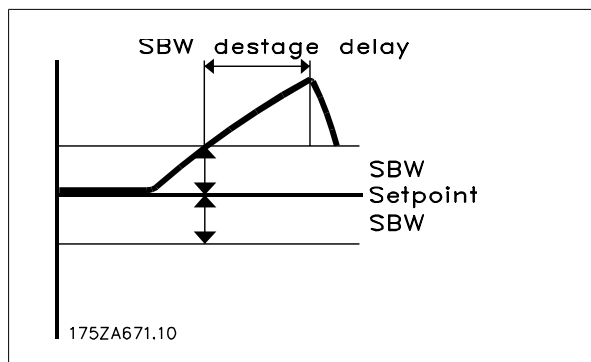 SBW destage delay
SBW
Setpoint
SBW
175ZA671.10